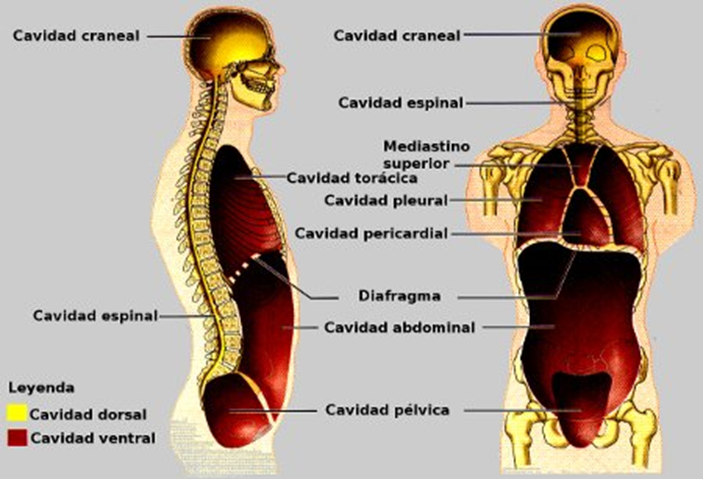 Cavidad craneal
Cavidad craneal
Cavidad espinal
Mediastino
superior
Cavidad torácica
Cavidad pleural
Cavidad pericardial
Diafragma
Cavidad espinal
Cavidad abdominal
Leyenda
Cavidad dorsal
Cavidad ventral
Cavidad pélvica